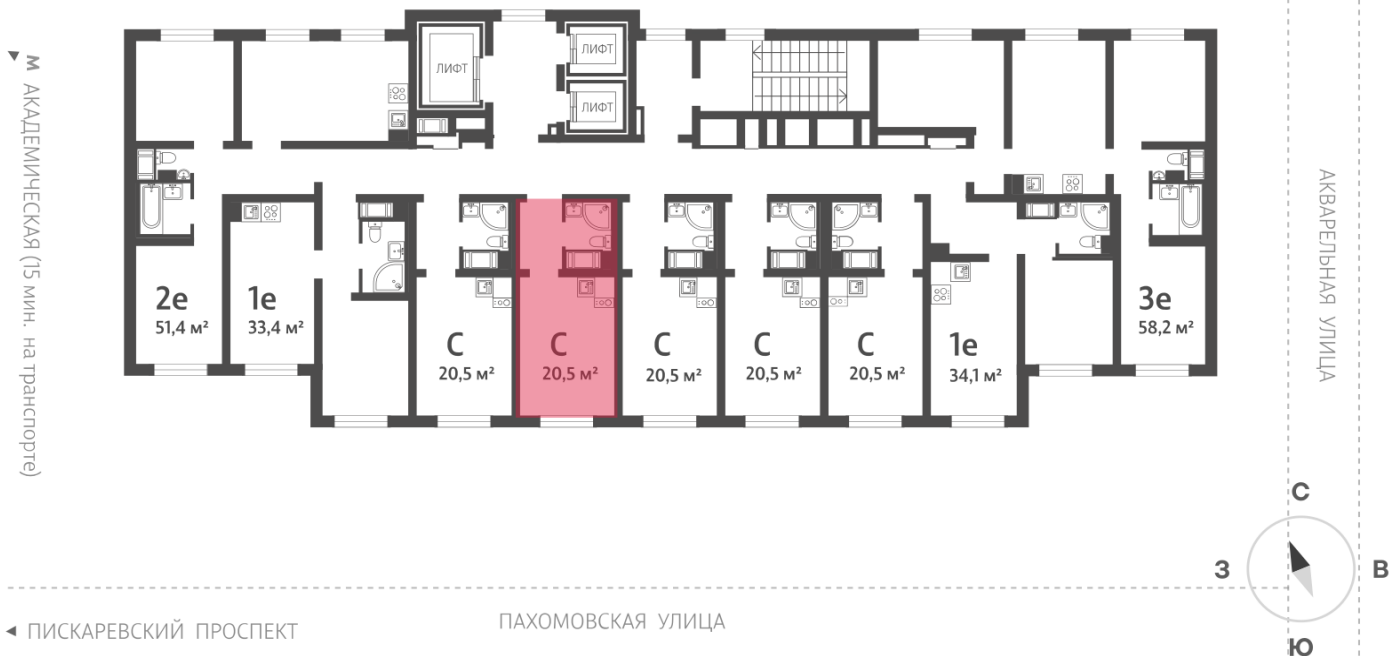 ЛИФТ
ЛИФТ
ЛИФТ
М АКАДЕМИЧЕСКАЯ (15 мин. на транспорте)
АКВАРЕЛЬНАЯ УЛИЦА
2е
51,4 м²
1е
33,4 м²
С
20,5 м²
С
20,5 м²
С
20,5 м²
С
20,5 м²
С
20,5 м²
1е
34,1 м²
3е
58,2 м²
С
З
В
Ю
ПАХОМОВСКАЯ УЛИЦА
ПИСКАРЕВСКИЙ ПРОСПЕКТ